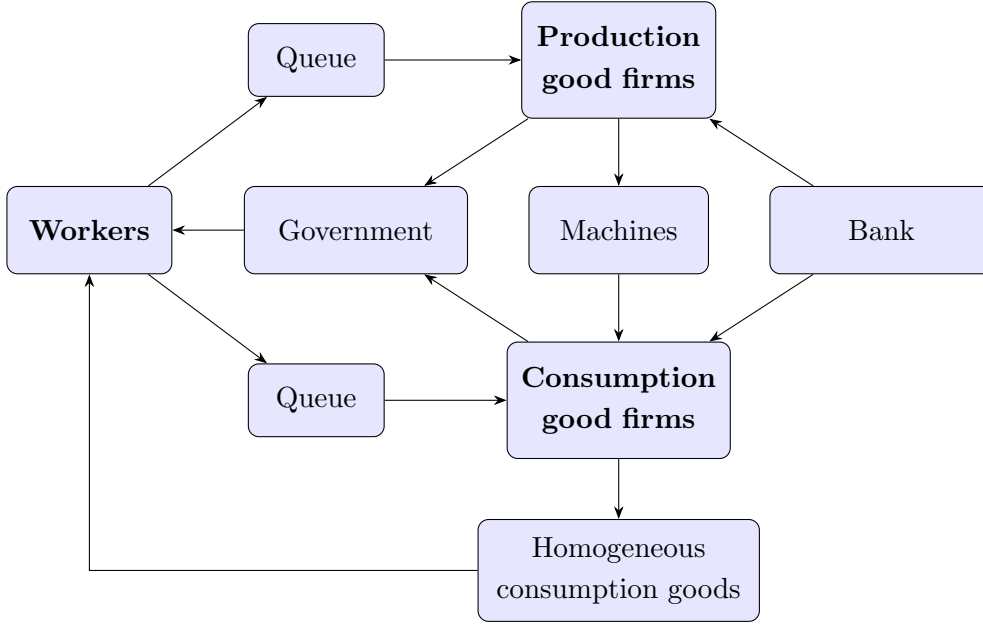 Queue
Production
good firms
Workers
Government
Machines
Bank
Queue
Consumption
good firms
Homogeneous
consumption goods